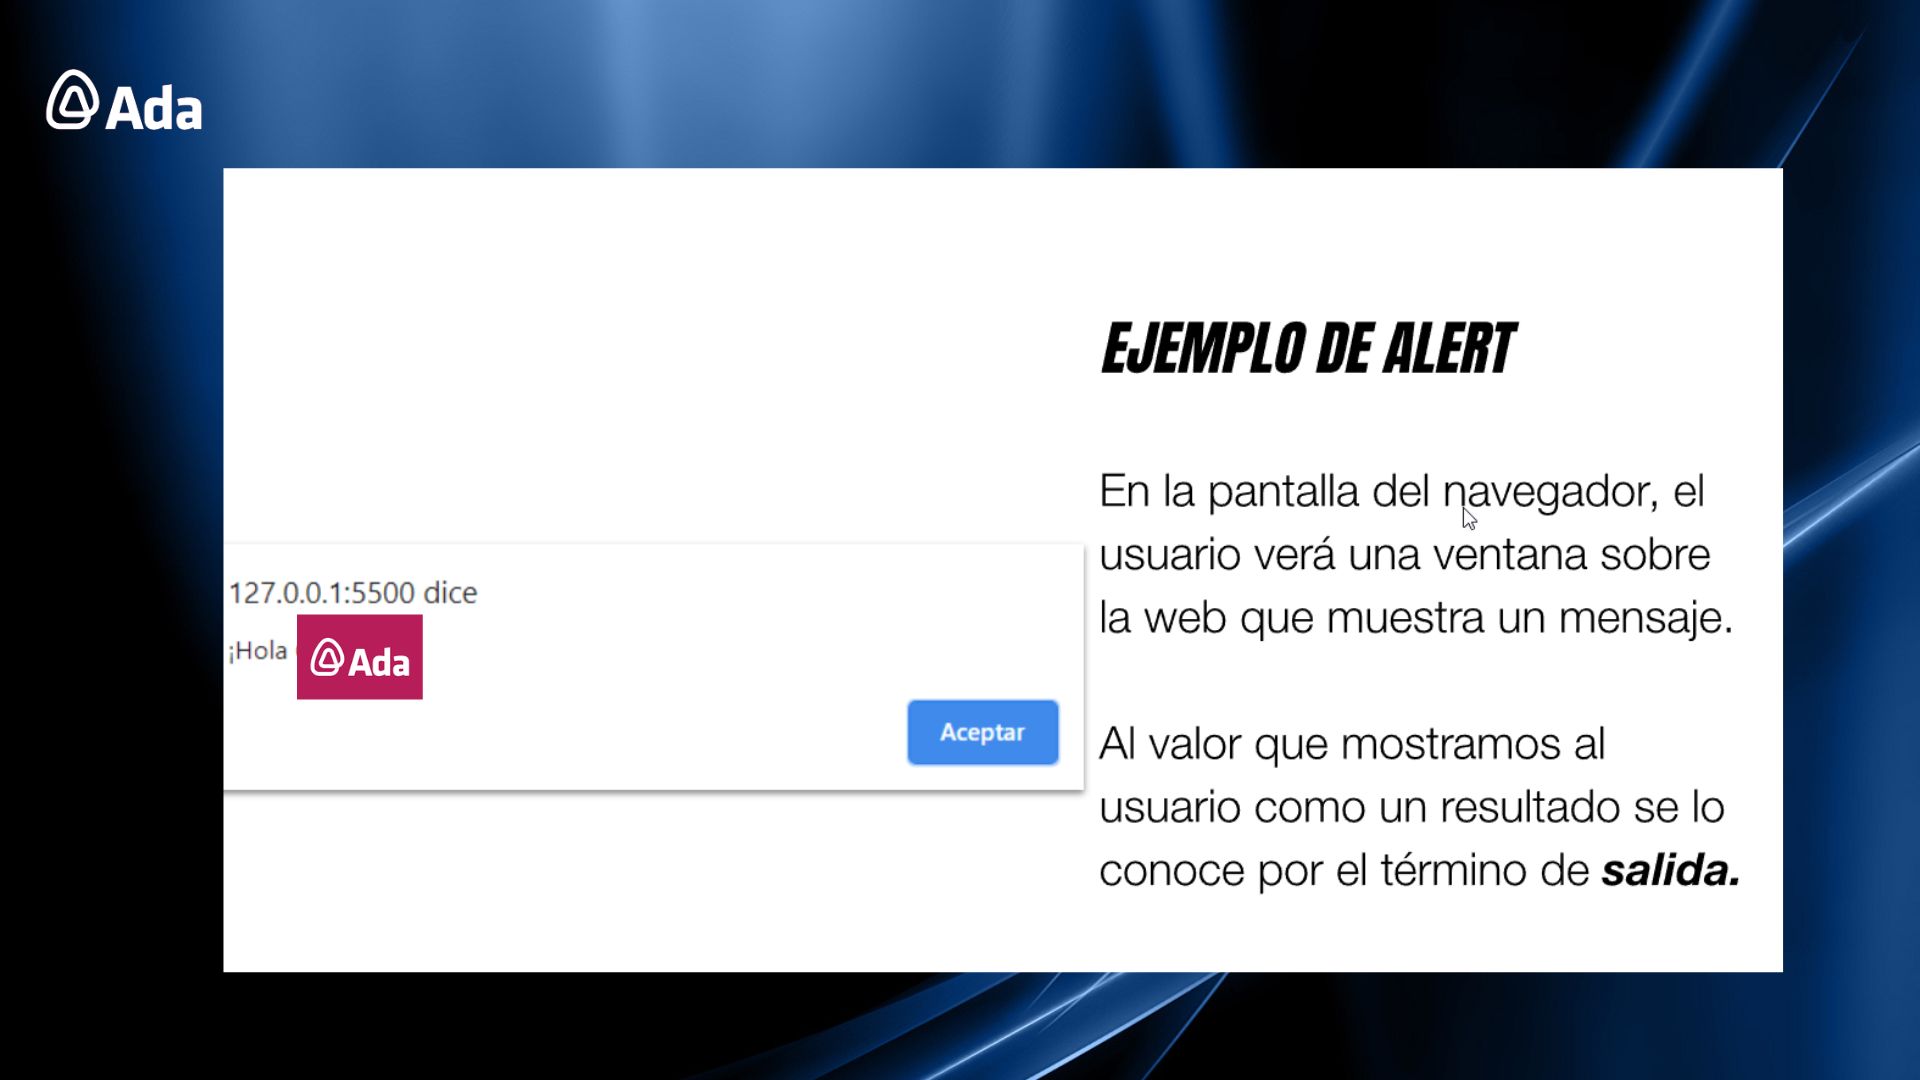 Ada
EJEMPLO DE ALERT
En la pantalla del navegador, el
usuario verá una ventana sobre
la web que muestra un mensaje.
Al valor que mostramos al
usuario como un resultado se lo
conoce por el término de salida.
127.0.0.1:5500 dice
¡Hola
Ada
Aceptar